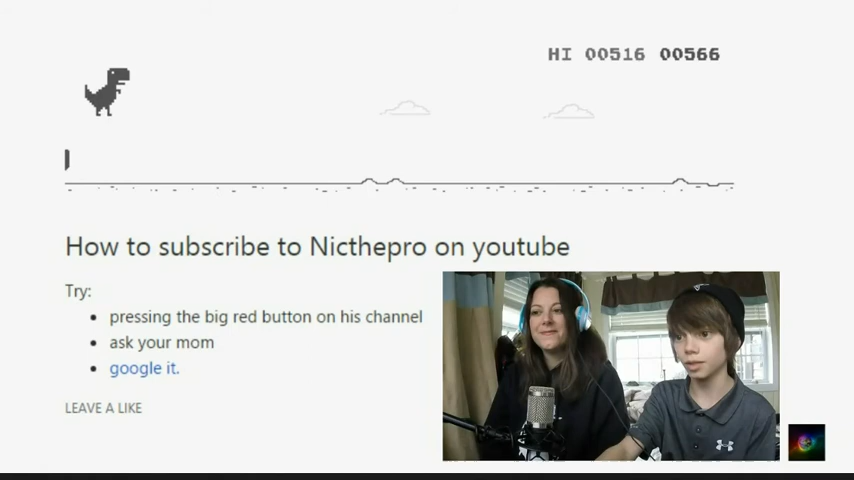 HI 00516 00566
How to subscribe to Nicthepro on youtube
Try:
• pressing the big red button on his channel
• ask your mom
• google it.
LEAVE A LIKE